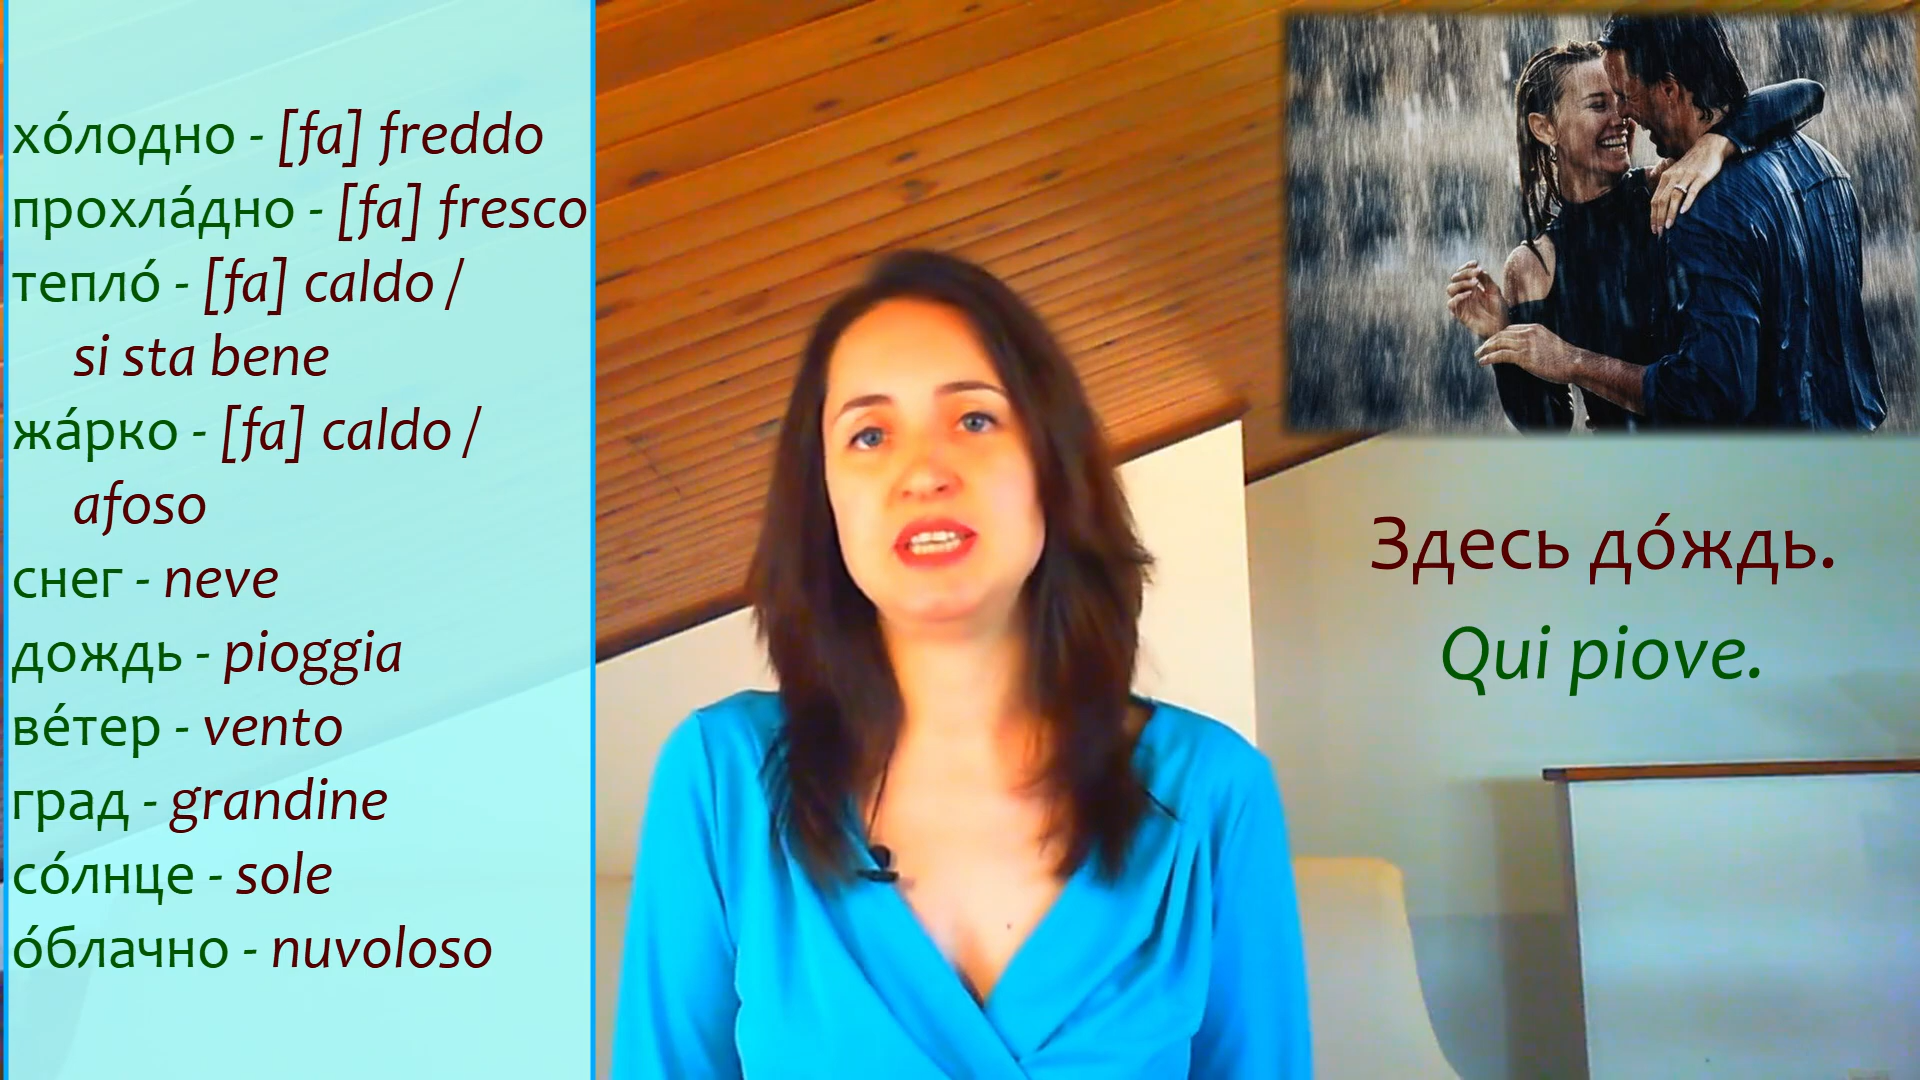 хо́лодно - [fa] freddo
прохла́дно - [fa] fresco
тепло́ - [fa] caldo /
si sta bene
жа́рко - [fa] caldo /
afoso
снег - neve
дождь - pioggia
ве́тер - vento
град - grandine
со́лнце - sole
о́блачно - nuvoloso
Здесь до́ждь.
Qui piove.